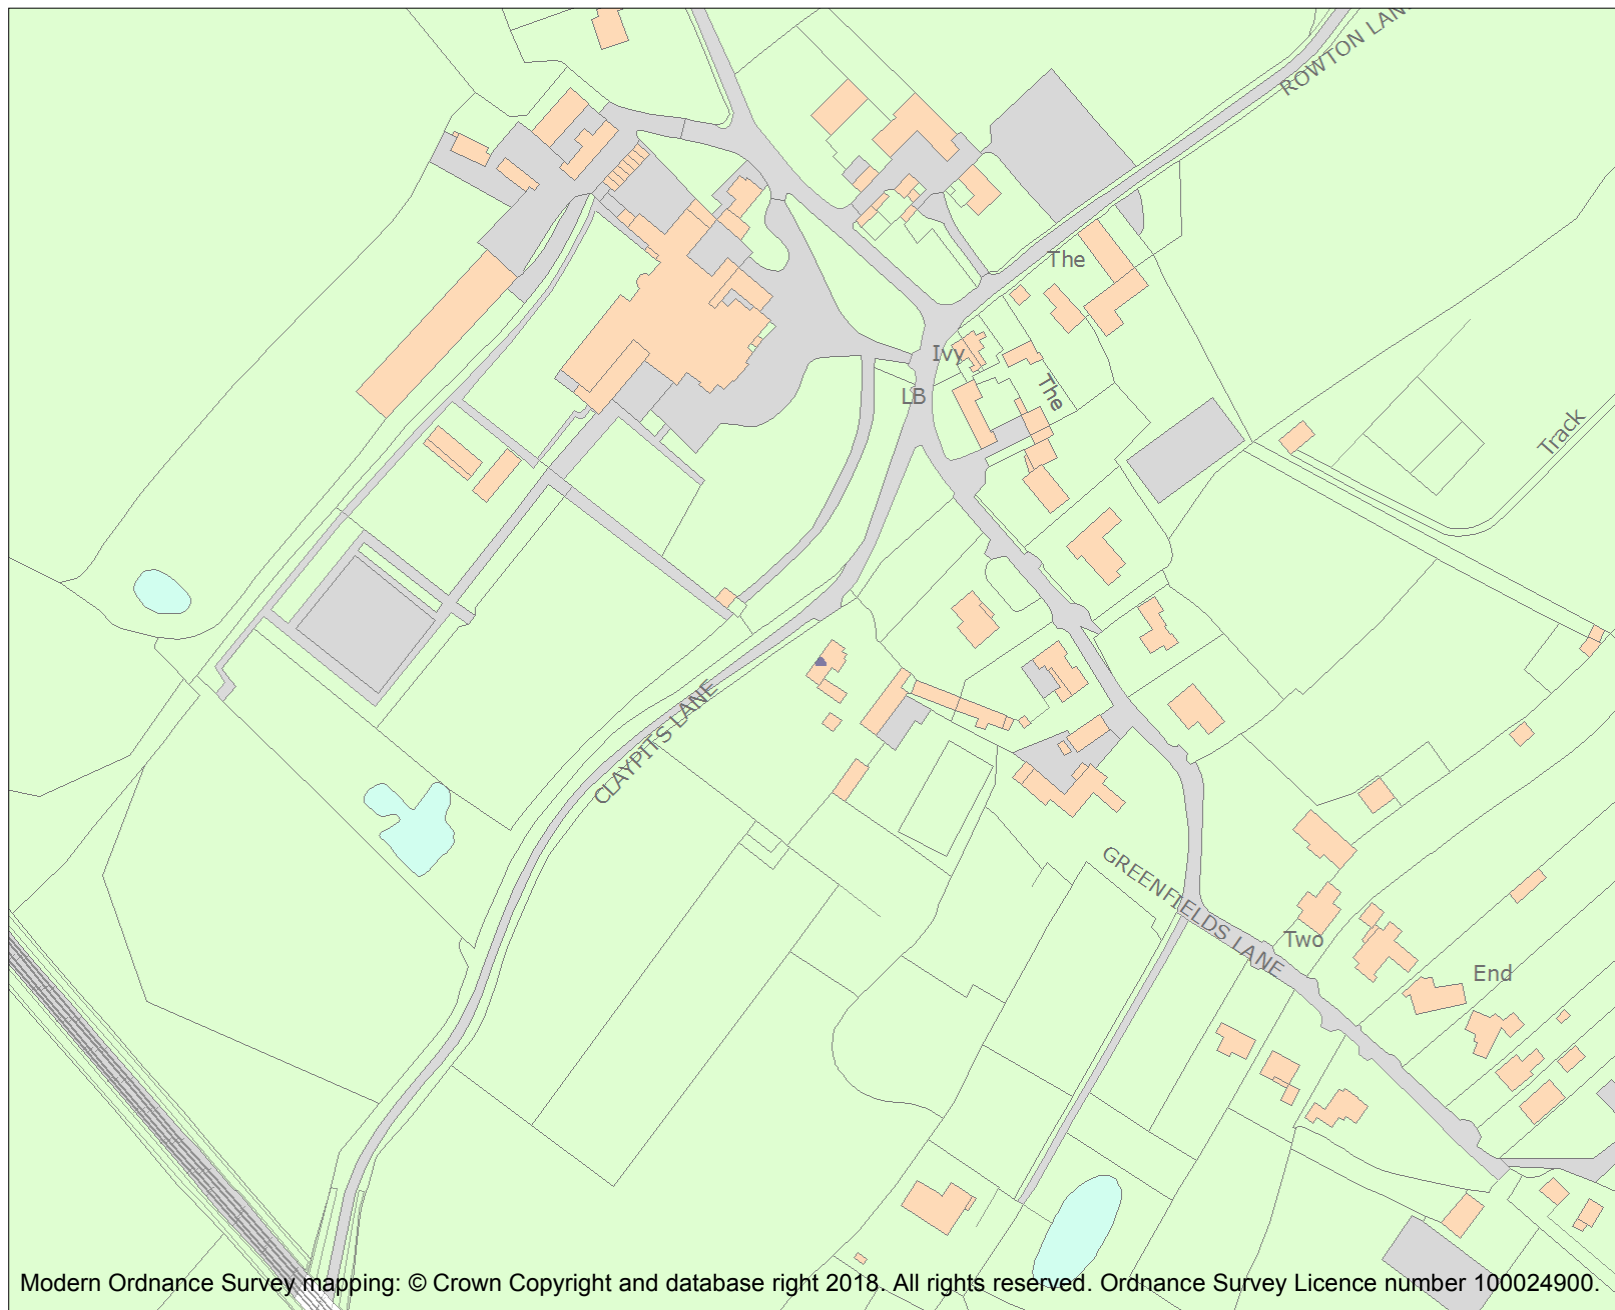 ROWTON LAN
The
Ivy
The
LB
Track
CLAYPITS LANE
GREENFIELDS LANE
Two
End
Modern Ordnance Survey mapping: © Crown Copyright and database right 2018. All rights reserved. Ordnance Survey Licence number 100024900.